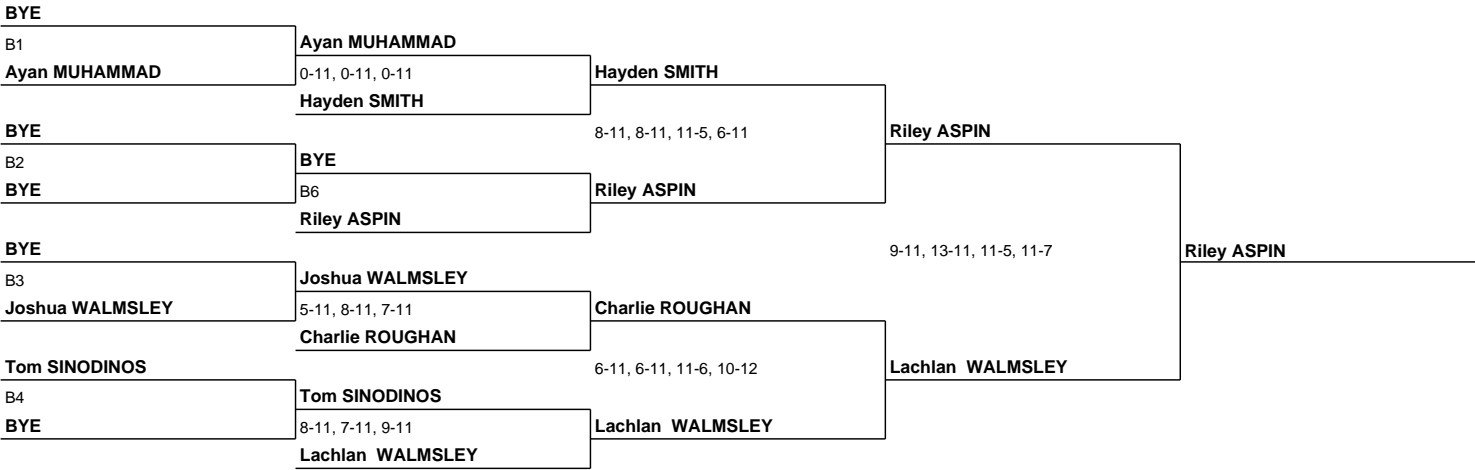 BYE
B1
Ayan MUHAMMAD
BYE
B2
BYE
BYE
B3
Joshua WALMSLEY
Tom SINODINOS
B4
BYE
Ayan MUHAMMAD
0-11, 0-11, 0-11
Hayden SMITH
BYE
B6
Riley ASPIN
Joshua WALMSLEY
5-11, 8-11, 7-11
Charlie ROUGHAN
Tom SINODINOS
8-11, 7-11, 9-11
Lachlan WALMSLEY
Hayden SMITH
8-11, 8-11, 11-5, 6-11
Riley ASPIN
Charlie ROUGHAN
6-11, 6-11, 11-6, 10-12
Lachlan WALMSLEY
Riley ASPIN
9-11, 13-11, 11-5, 11-7
Lachlan WALMSLEY
Riley ASPIN